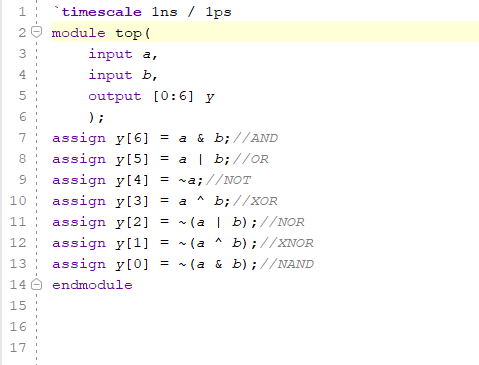 1 `timescale 1ns / 1ps
2 module top(
3 input a,
4 input b,
5 output [0:6] y
6 );
7 assign y[6] = a & b;//AND
8 assign y[5] = a | b;//OR
9 assign y[4] = ~a;//NOT
10 assign y[3] = a ^ b;//XOR
11 assign y[2] = ~(a | b);//NOR
12 assign y[1] = ~(a ^ b);//XNOR
13 assign y[0] = ~(a & b);//NAND
14 endmodule
15
16
17